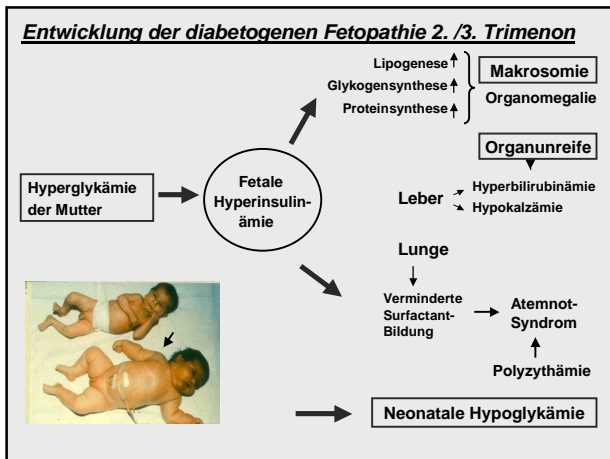 Entwicklung der diabetogenen Fetopathie 2. /3. Trimenon
Lipogenese
Glykogensynthese
Proteinsynthese
Makrosomie
Organomegalie
Organunreife
Hyperglykämie
der Mutter
Fetale
Hyperinsulin-
ämie
Leber
Hyperbilirubinämie
Hypokalzämie
Lunge
Verminderte
Surfactant-
Bildung
Atemnot-
Syndrom
Polyzythämie
Neonatale Hypoglykämie